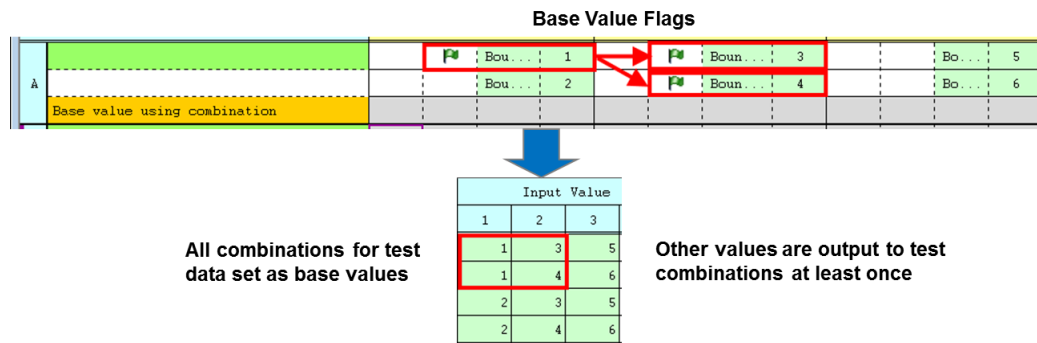 Base Value Flags
Bou... 1 Boun... 3 Bo... 5
A Bou... 2 Boun... 4 Bo... 6
Base value using combination
Input Value
1 2 3
1 3 5
1 4 6
2 3 5
2 4 6
All combinations for test
data set as base values
Other values are output to test
combinations at least once